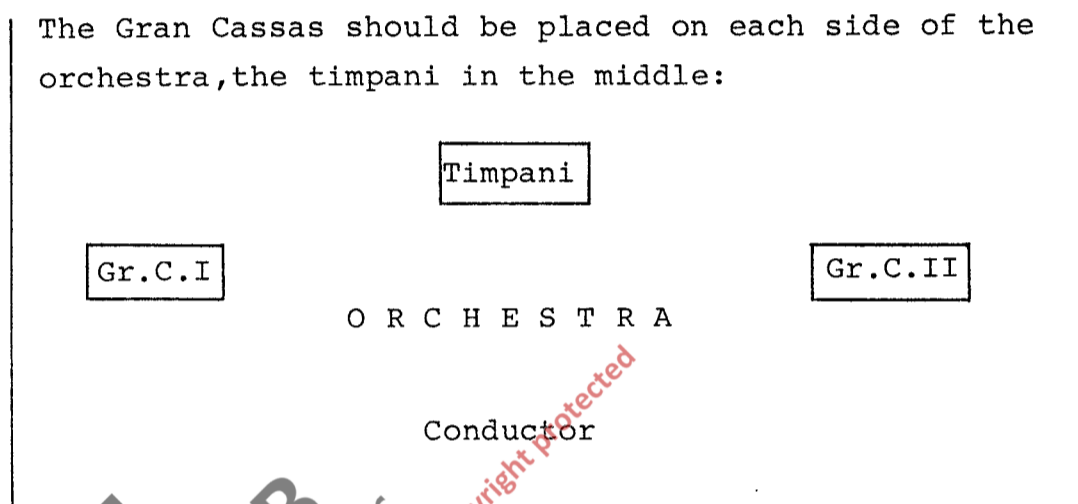 The Gran Cassas should be placed on each side of the
orchestra,the timpani in the middle:
Timpani
Gr.C.I
Gr.C.II
O R C H E S T R A
Conductor
protected